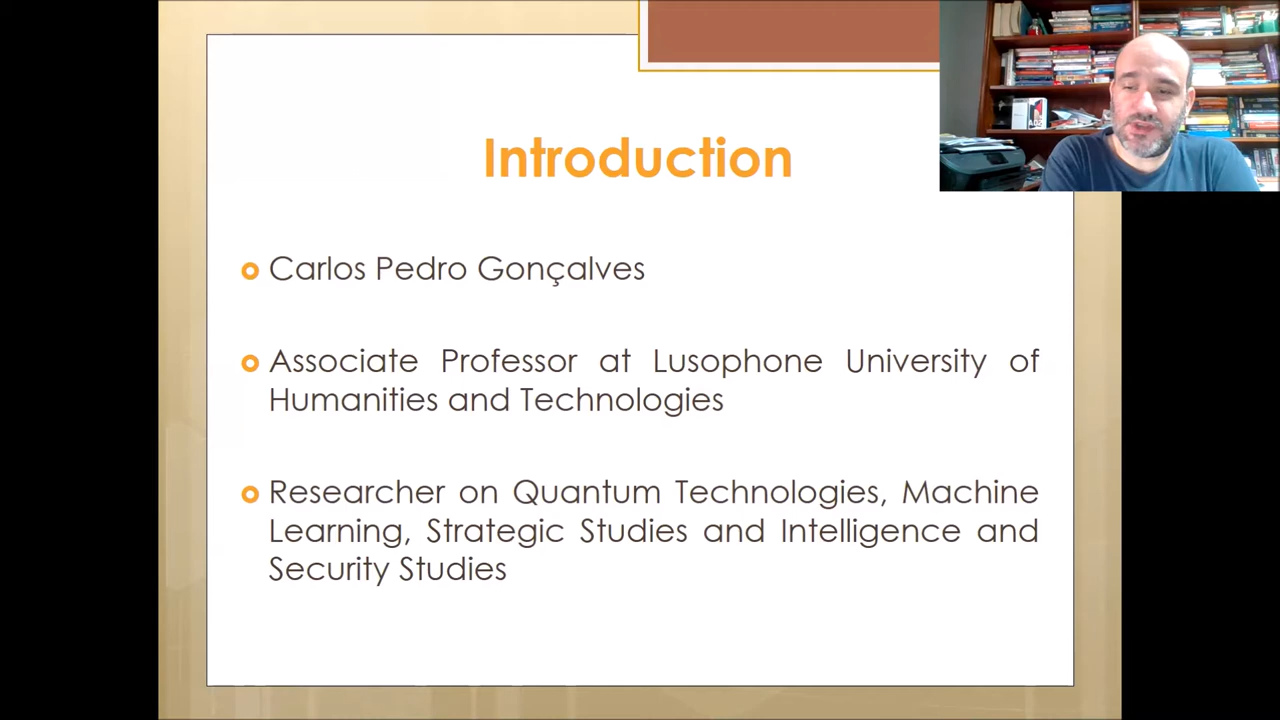 Introduction
Carlos Pedro Gonçalves
Associate Professor at Lusophone University of
Humanities and Technologies
Researcher on Quantum Technologies, Machine
Learning, Strategic Studies and Intelligence and
Security Studies